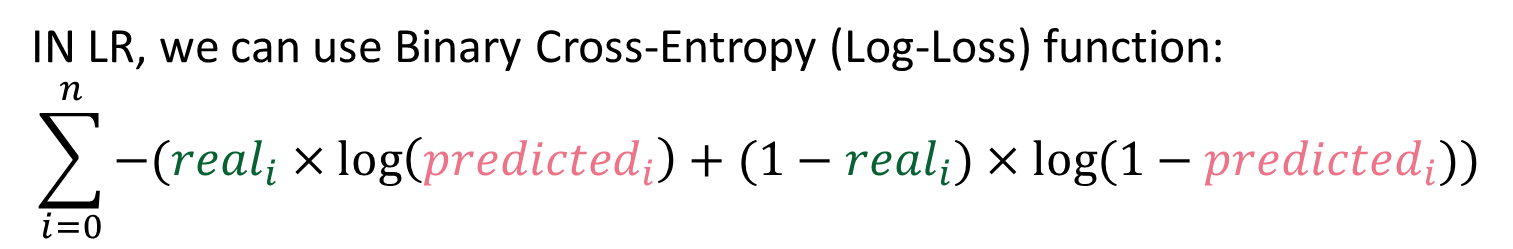 IN LR, we can use Binary Cross-Entropy (Log-Loss) function:
n
∑ −(realᵢ × log(predictedᵢ) + (1 − realᵢ) × log(1 − predictedᵢ))
i=0